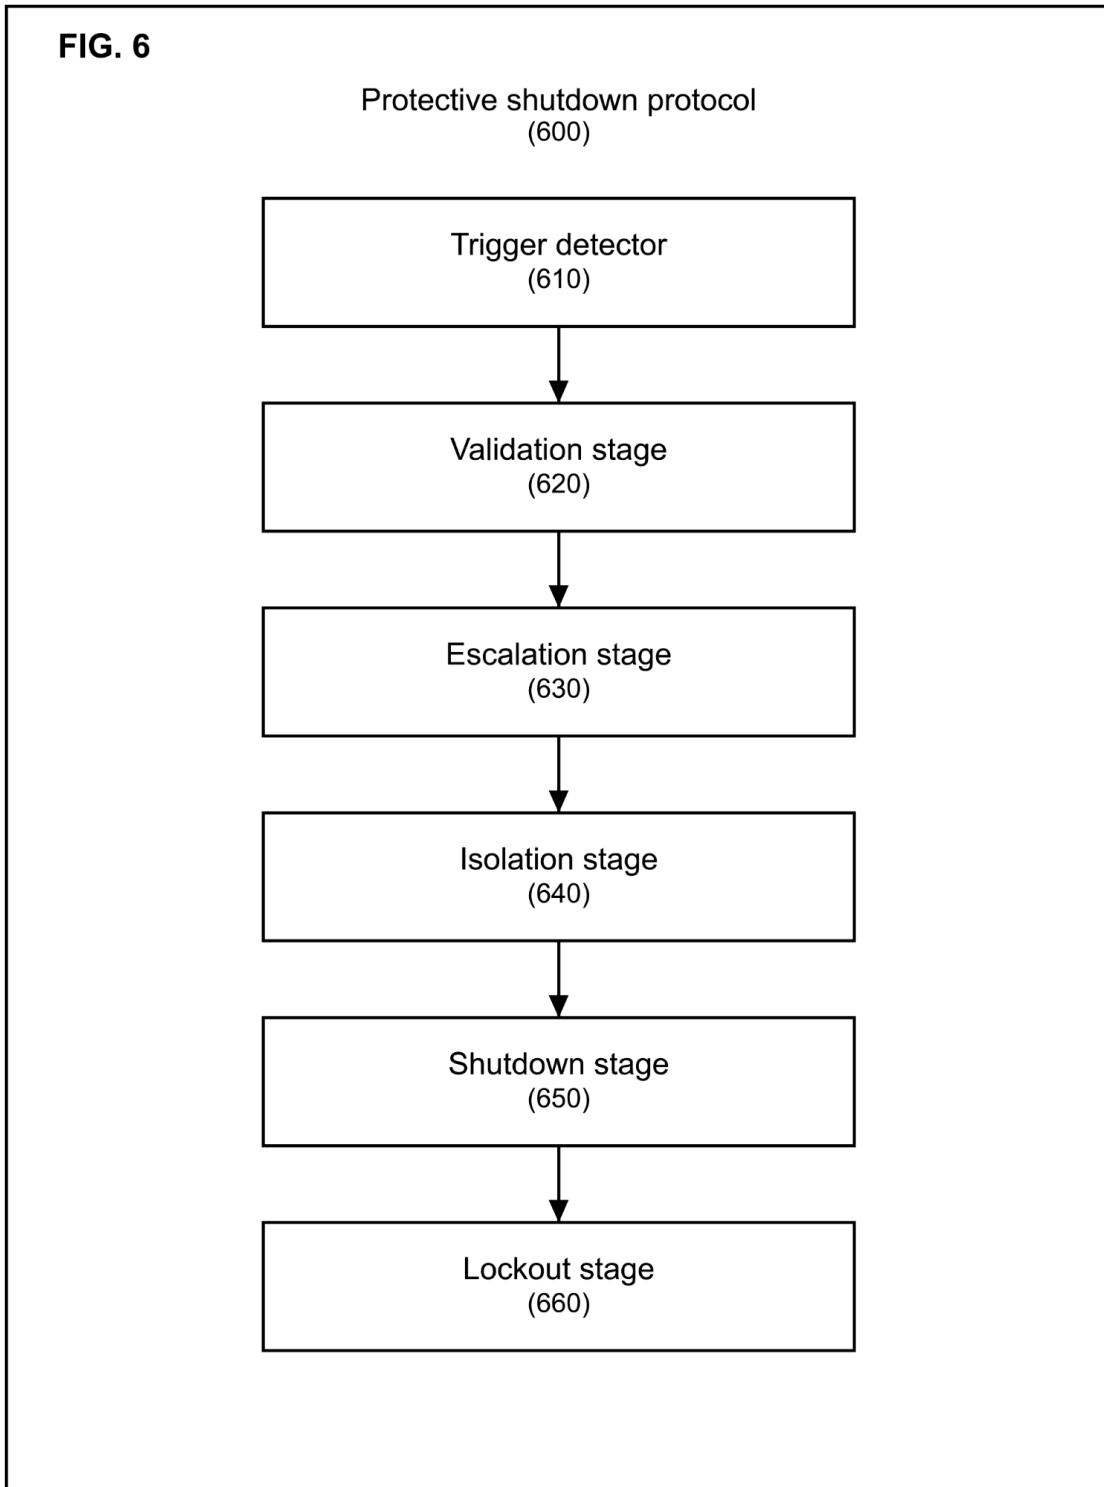 FIG. 6
Protective shutdown protocol
(600)
Trigger detector
(610)
Validation stage
(620)
Escalation stage
(630)
Isolation stage
(640)
Shutdown stage
(650)
Lockout stage
(660)